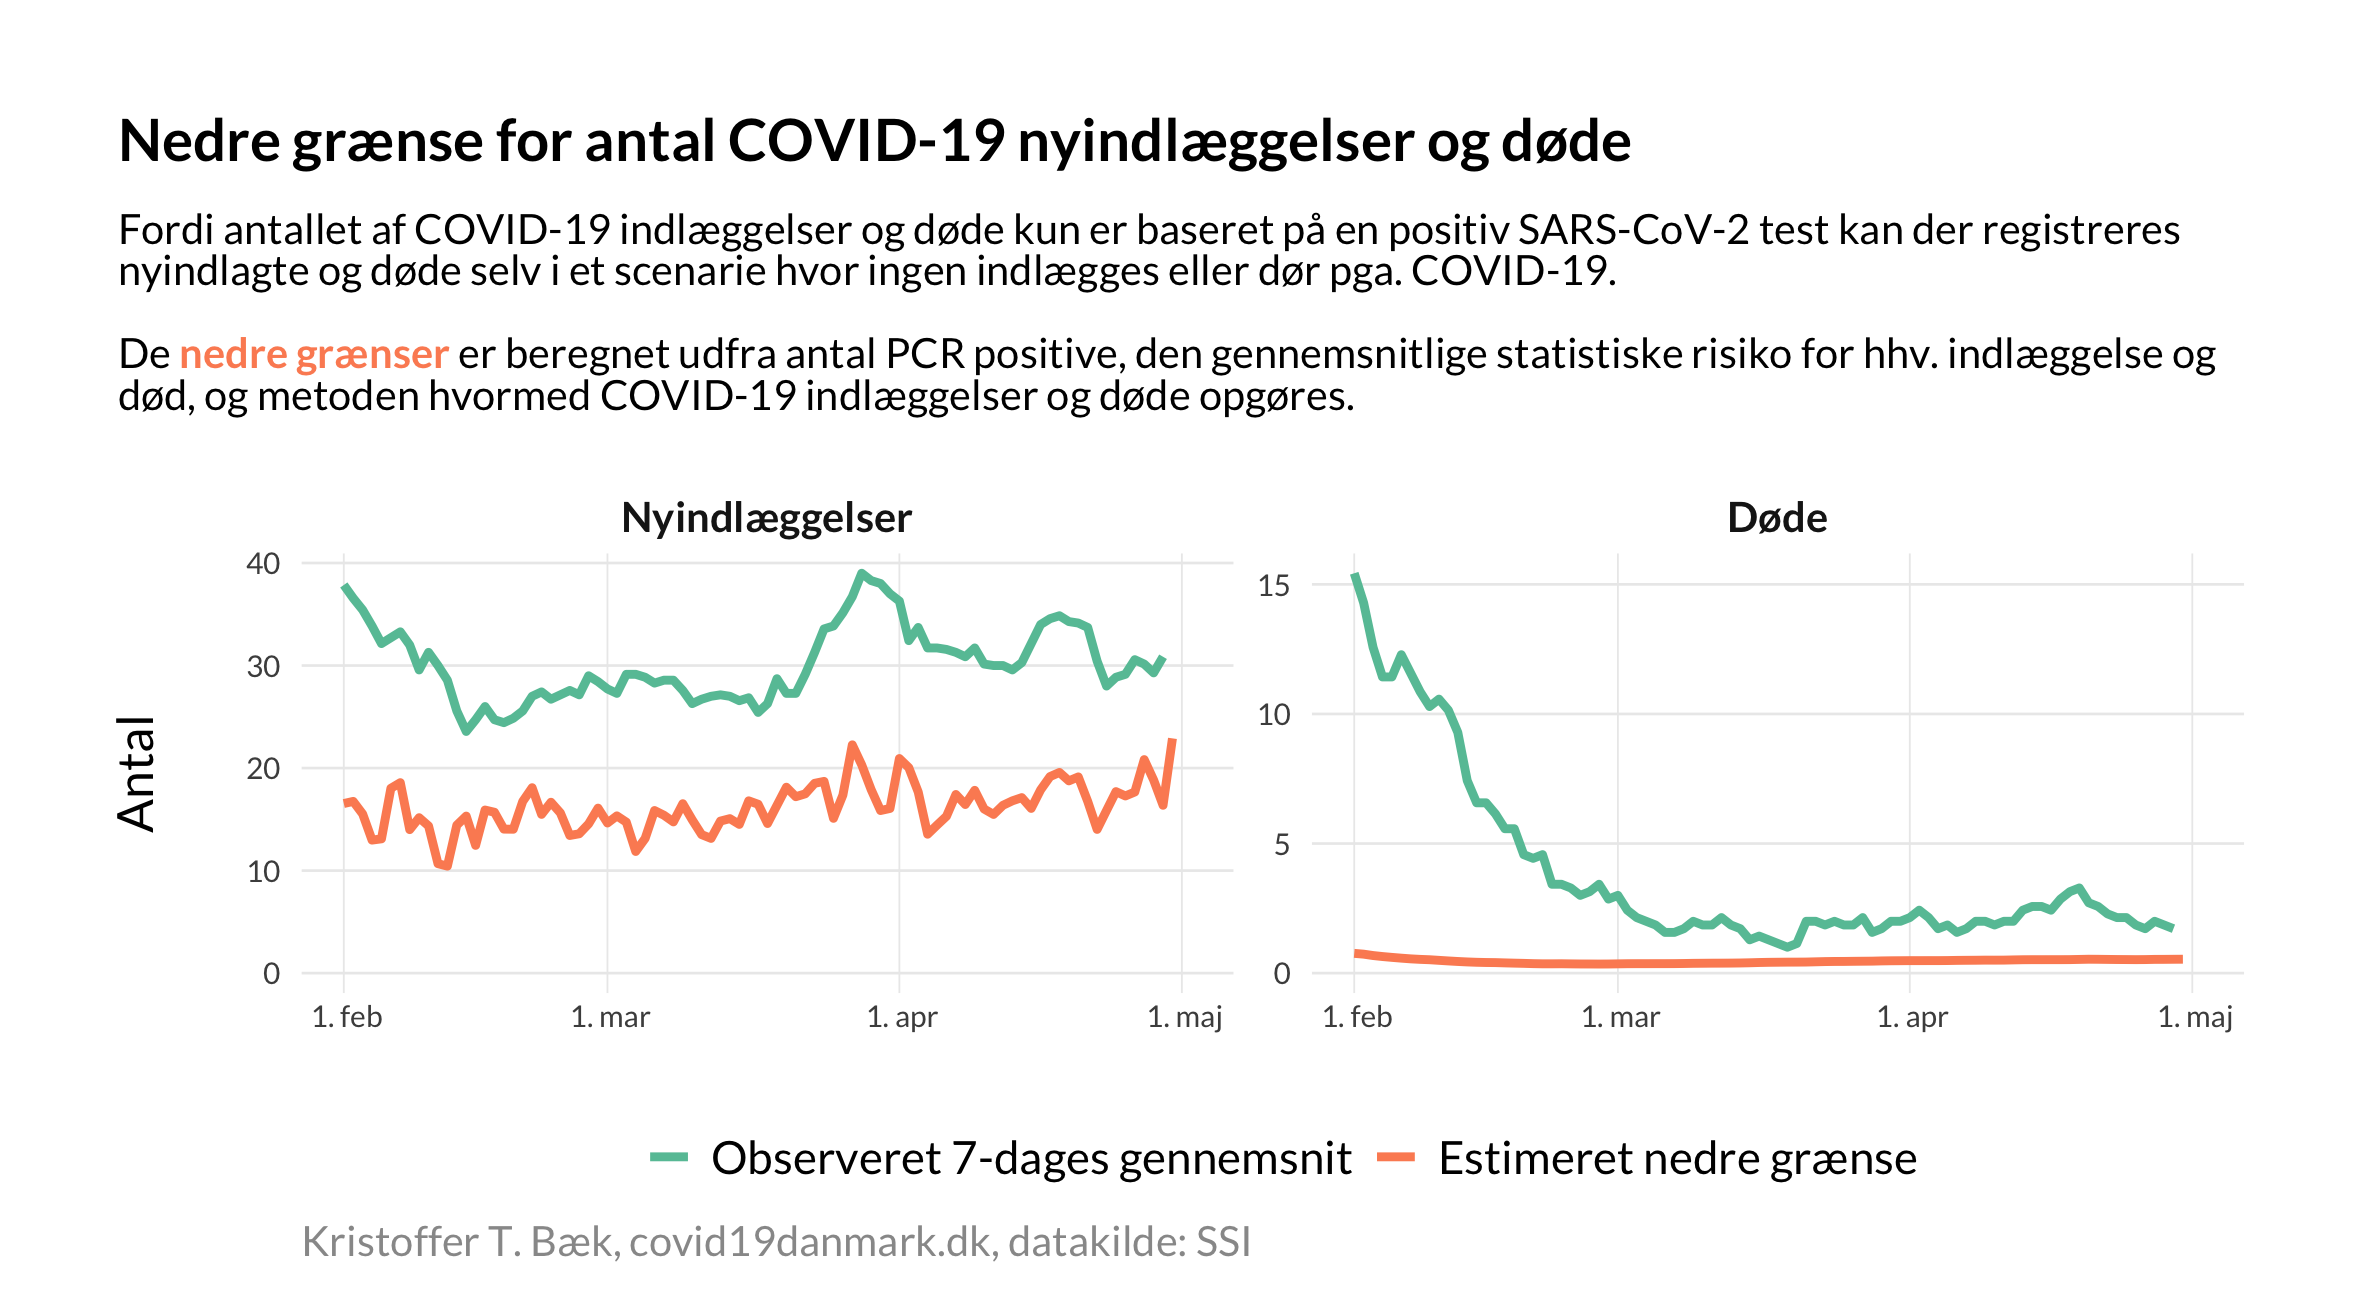 Nedre grænse for antal COVID-19 nyindlæggelser og døde
Fordi antallet af COVID-19 indlæggelser og døde kun er baseret på en positiv SARS-CoV-2 test kan der registreres
nyindlagte og døde selv i et scenarie hvor ingen indlægges eller dør pga. COVID-19.
De nedre grænser er beregnet udfra antal PCR positive, den gennemsnitlige statistiske risiko for hhv. indlæggelse og
død, og metoden hvormed COVID-19 indlæggelser og døde opgøres.
Nyindlæggelser
Antal
40
30
20
10
0
1. feb
1. mar
1. apr
1. maj
Døde
15
10
5
0
1. feb
1. mar
1. apr
1. maj
Observeret 7-dages gennemsnit
Estimeret nedre grænse
Kristoffer T. Bæk, covid19danmark.dk, datakilde: SSI